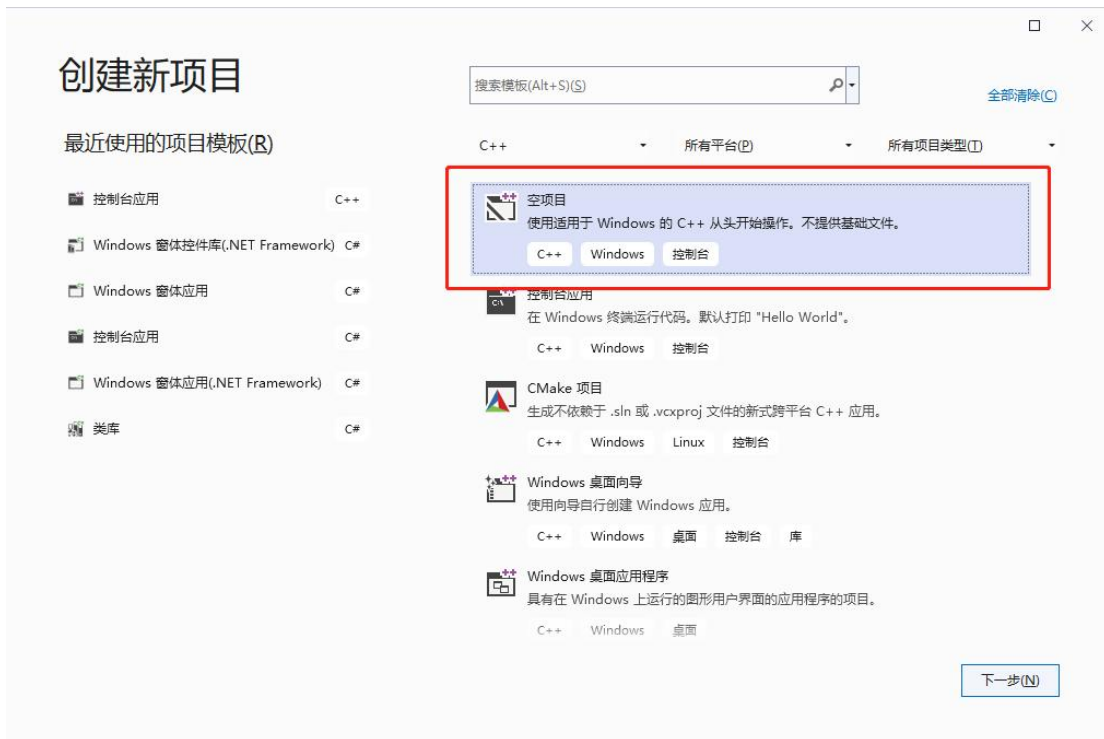 创建新项目
搜索模板(Alt+S)(S)
全部清除(C)
最近使用的项目模板(R)
控制台应用 C++
Windows 窗体控件库(.NET Framework) C#
Windows 窗体应用 C#
控制台应用 C#
Windows 窗体应用(.NET Framework) C#
类库 C#
C++ 所有平台(P) 所有项目类型(T)
空项目
使用适用于 Windows 的 C++ 从头开始操作。不提供基础文件。
C++ Windows 控制台
控制台应用
在 Windows 终端运行代码。默认打印 "Hello World"。
C++ Windows 控制台
CMake 项目
生成不依赖于 .sln 或 .vcxproj 文件的新式跨平台 C++ 应用。
C++ Windows Linux 控制台
Windows 桌面向导
使用向导自行创建 Windows 应用。
C++ Windows 桌面 控制台 库
Windows 桌面应用程序
具有在 Windows 上运行的图形用户界面的应用程序的项目。
C++ Windows 桌面
下一步(N)